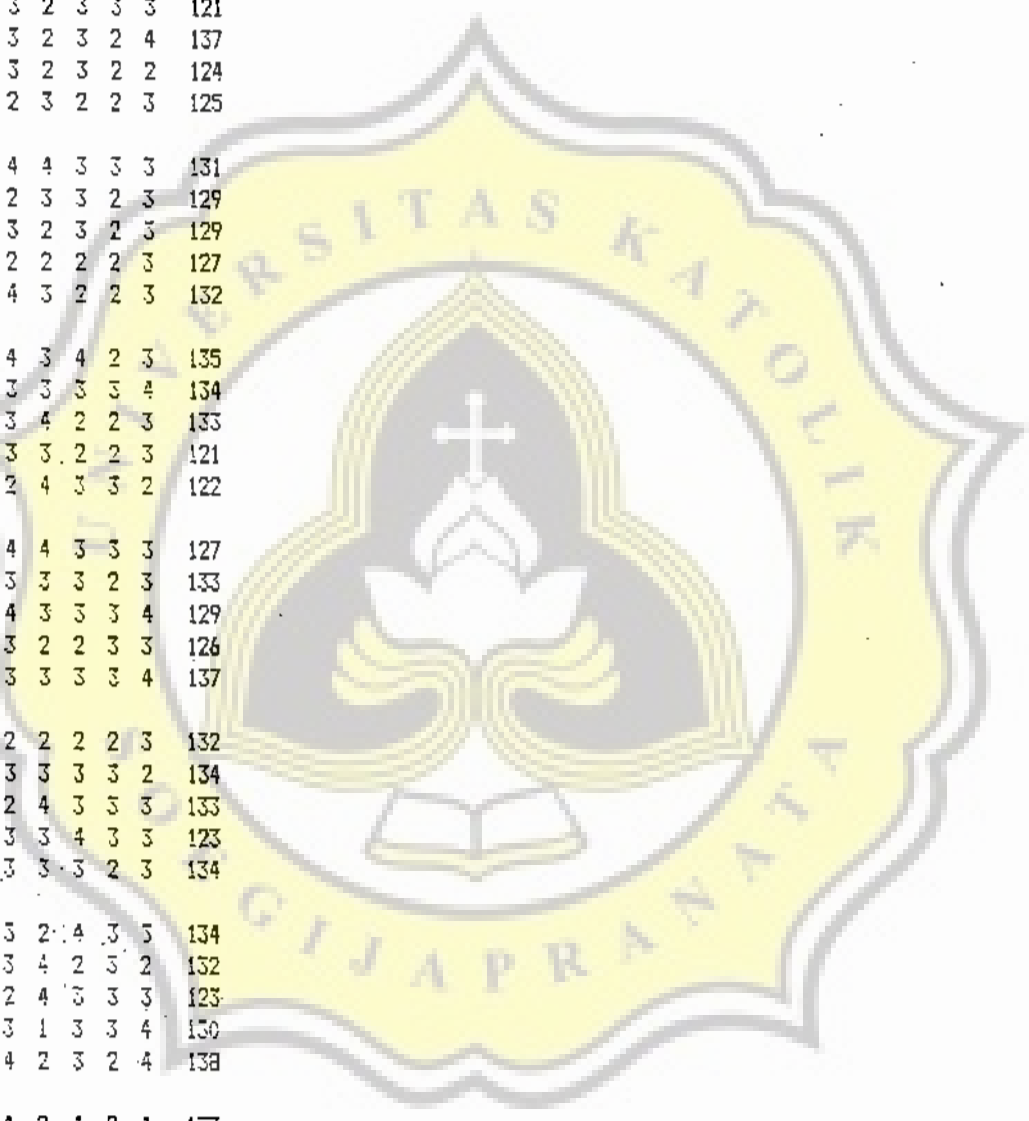 3 2 3 3 3 121
3 2 3 2 4 137
3 2 3 2 2 124
2 3 2 2 3 125
4 4 3 3 3 131
2 3 3 2 3 129
3 2 3 2 3 129
2 2 2 2 3 127
4 3 2 2 3 132
4 3 4 2 3 135
3 3 3 3 4 134
3 4 2 2 3 133
3 3 2 2 3 121
2 4 3 3 2 122
4 4 3 3 3 127
3 3 3 2 3 133
4 3 3 3 4 129
3 2 2 3 3 126
3 3 3 3 4 137
2 2 2 2 3 132
3 3 3 3 2 134
2 4 3 3 3 133
3 3 4 3 3 123
3 3 3 2 3 134
3 2 4 3 3 134
3 4 2 3 2 132
2 4 3 3 3 123
3 1 3 3 4 130
4 2 3 2 4 138
UNIVERSITAS KATOLIK
SOEGIJAPRANATA